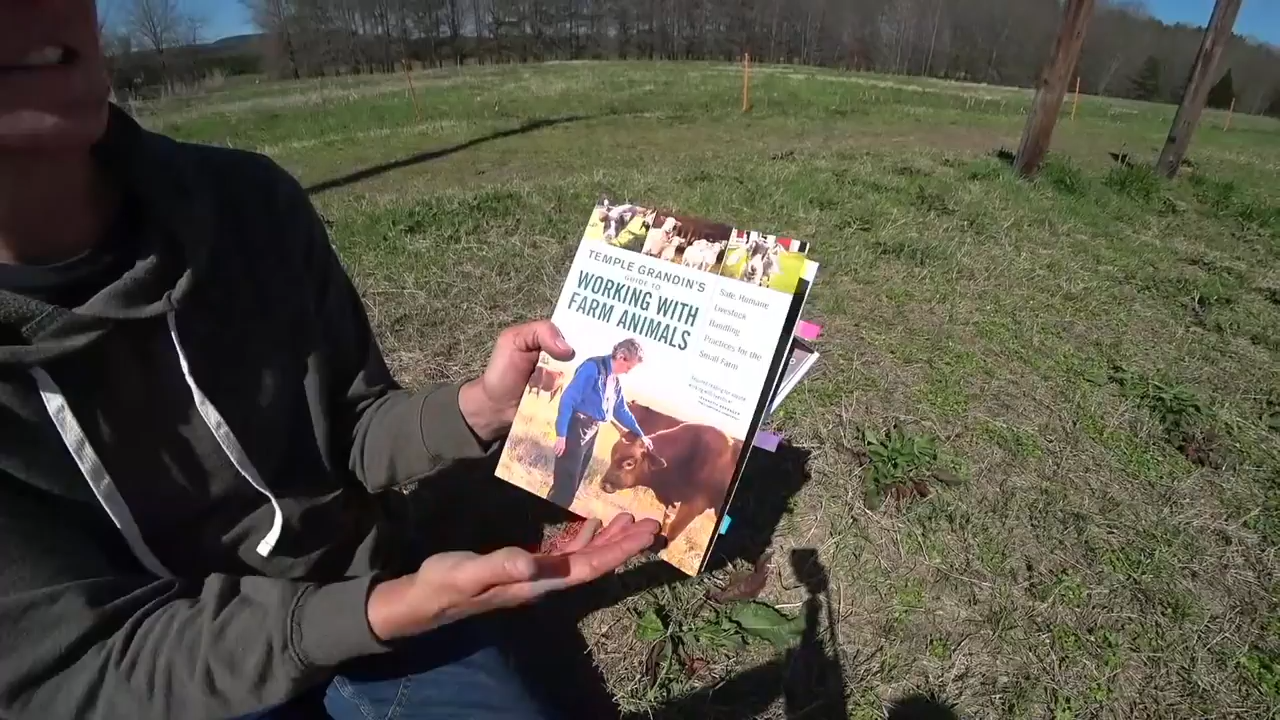 TEMPLE GRANDIN'S
GUIDE TO
WORKING WITH
FARM ANIMALS
Safe, Humane
Livestock
Handling
Practices for the
Small Farm